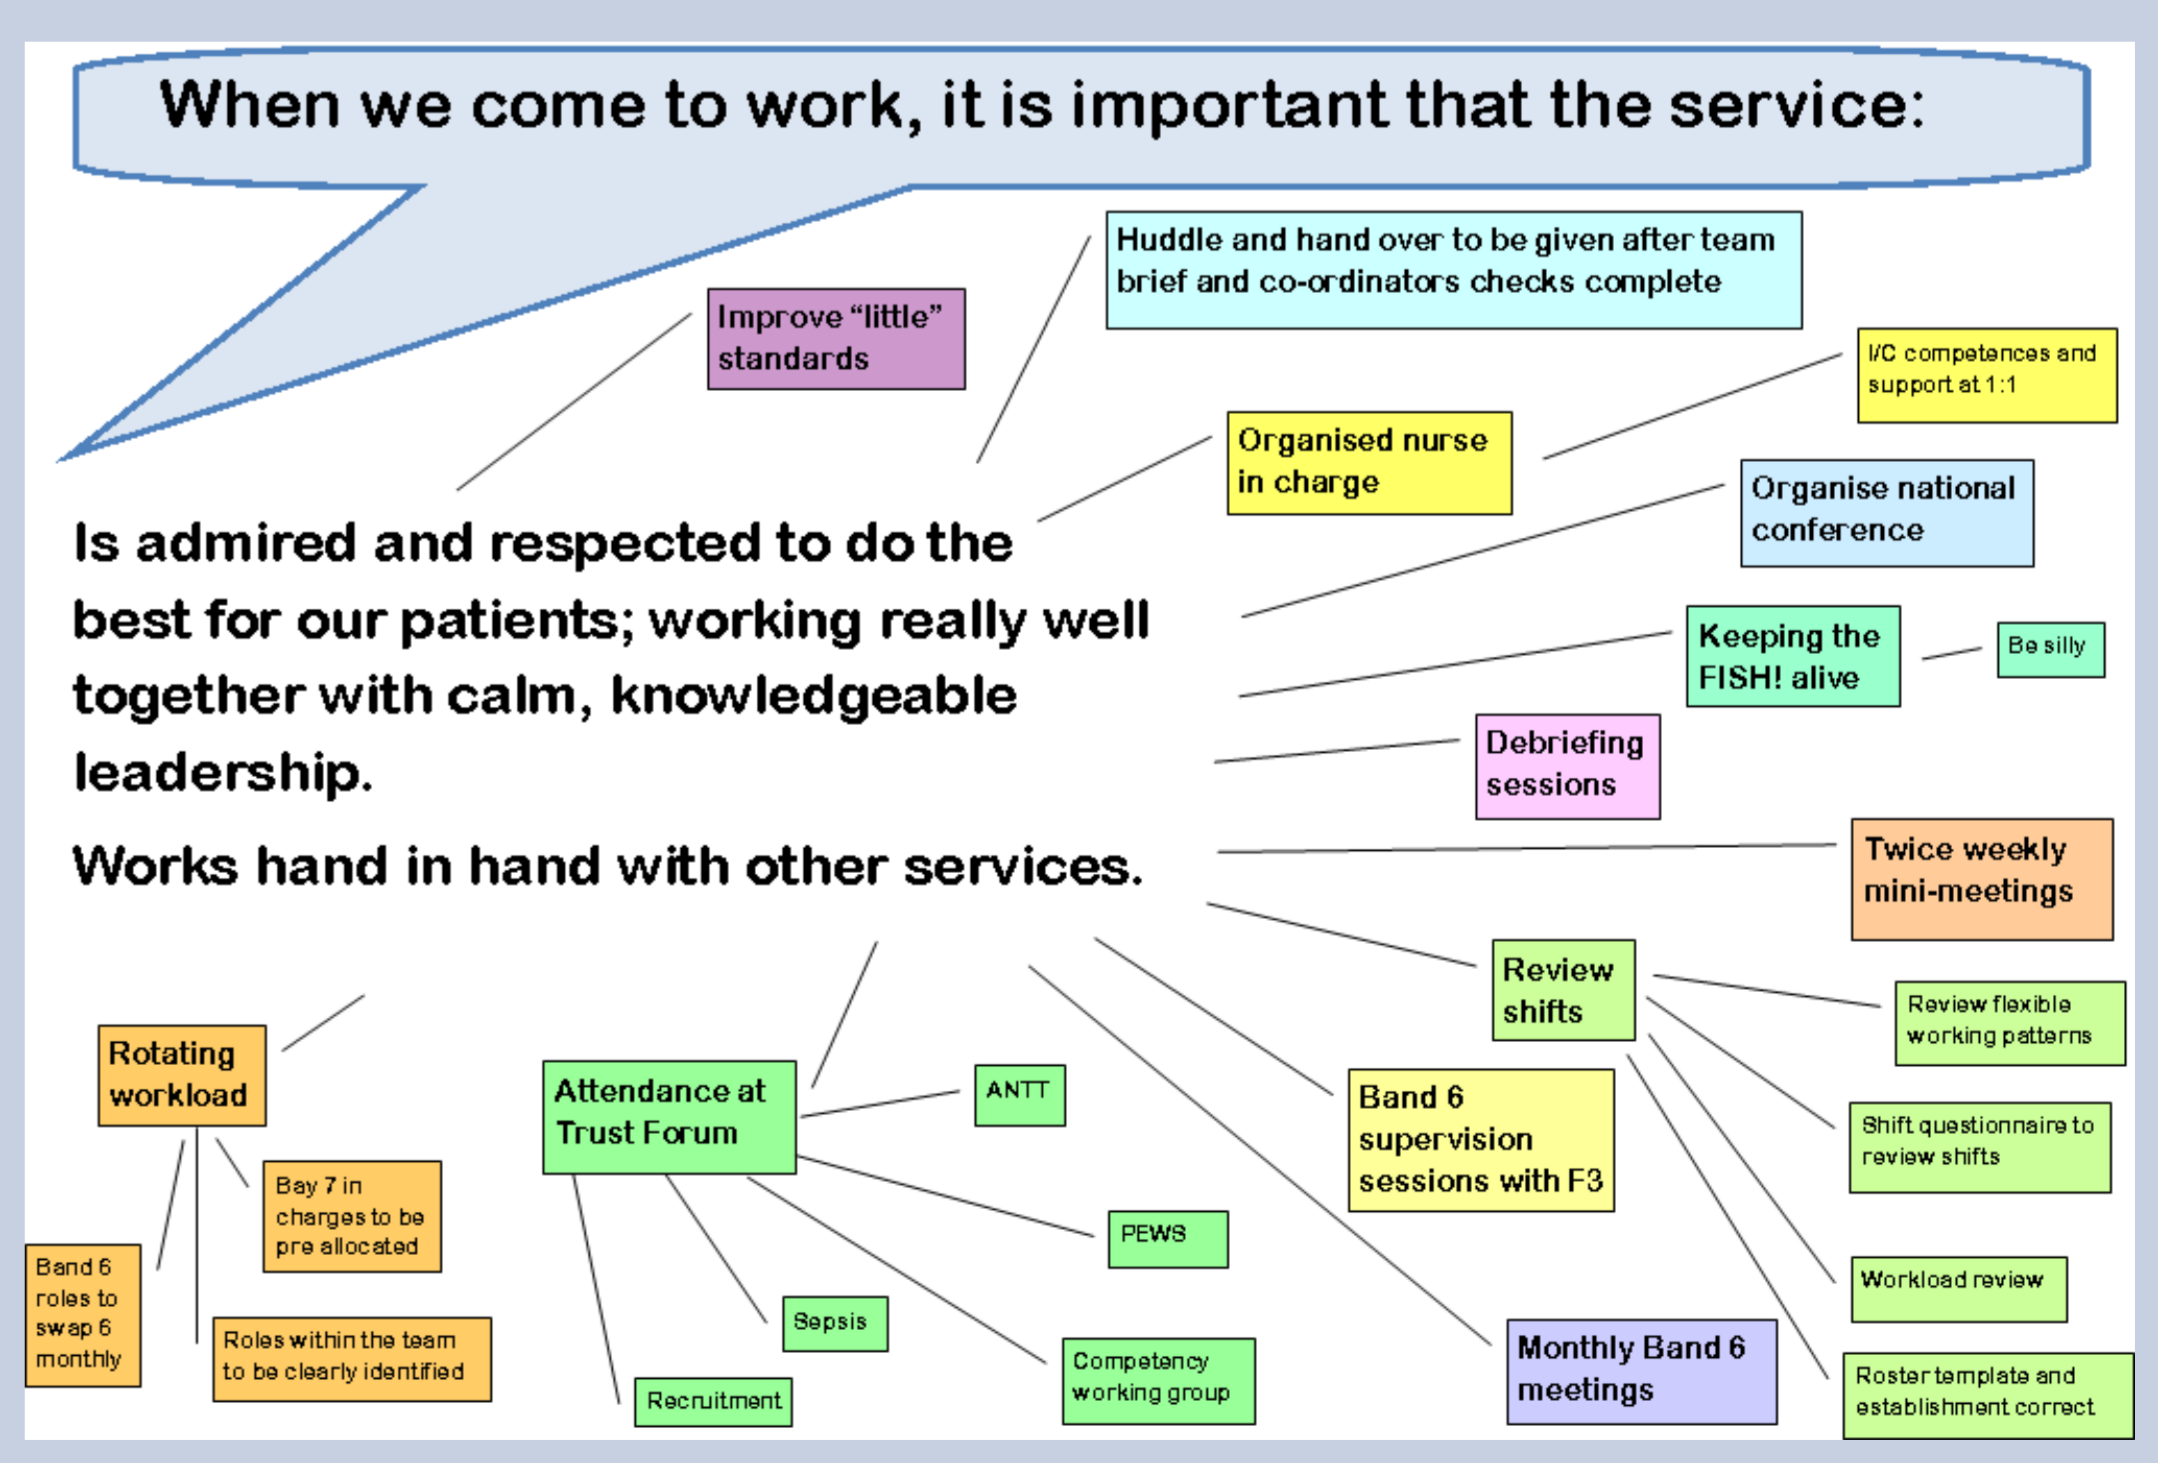 When we come to work, it is important that the service:
Huddle and hand over to be given after team
brief and co-ordinators checks complete
Improve “little”
standards
I/C competences and
support at 1:1
Organised nurse
in charge
Organise national
conference
Is admired and respected to do the
best for our patients; working really well
together with calm, knowledgeable
leadership.
Works hand in hand with other services.
Keeping the
FISH! alive
Be silly
Debriefing
sessions
Twice weekly
mini-meetings
Review
shifts
Review flexible
working patterns
Shift questionnaire to
review shifts
Workload review
Roster template and
establishment correct
Band 6
supervision
sessions with F3
Monthly Band 6
meetings
Attendance at
Trust Forum
ANTT
PEWS
Competency
working group
Sepsis
Recruitment
Rotating
workload
Bay 7 in
charges to be
pre allocated
Roles within the team
to be clearly identified
Band 6
roles to
swap 6
monthly